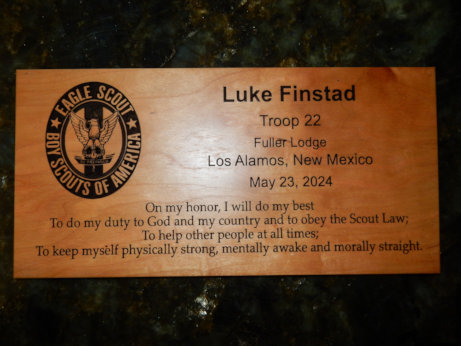 EAGLE SCOUT
BOY SCOUTS OF AMERICA
Luke Finstad
Troop 22
Fuller Lodge
Los Alamos, New Mexico
May 23, 2024
On my honor, I will do my best
To do my duty to God and my country and to obey the Scout Law;
To help other people at all times;
To keep myself physically strong, mentally awake and morally straight.